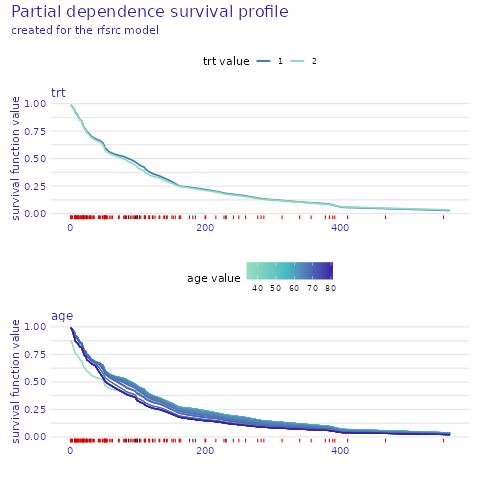 Partial dependence survival profile
created for the rfsrc model
trt value 1 2
trt
survival function value
1.00
0.75
0.50
0.25
0.00
0 200 400
age value
40 50 60 70 80
age
survival function value
1.00
0.75
0.50
0.25
0.00
0 200 400